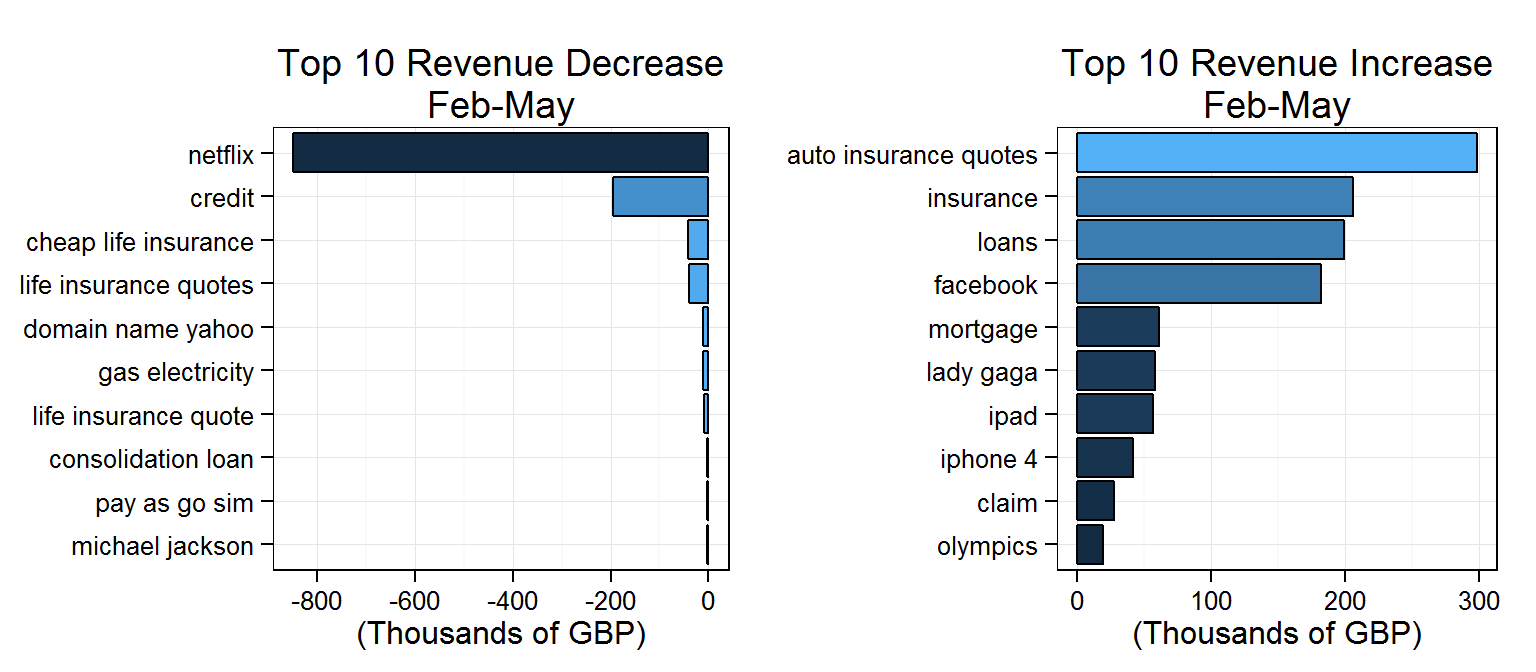 Top 10 Revenue Decrease
Feb-May
netflix
credit
cheap life insurance
life insurance quotes
domain name yahoo
gas electricity
life insurance quote
consolidation loan
pay as go sim
michael jackson
-800 -600 -400 -200 0
(Thousands of GBP)
Top 10 Revenue Increase
Feb-May
auto insurance quotes
insurance
loans
facebook
mortgage
lady gaga
ipad
iphone 4
claim
olympics
0 100 200 300
(Thousands of GBP)